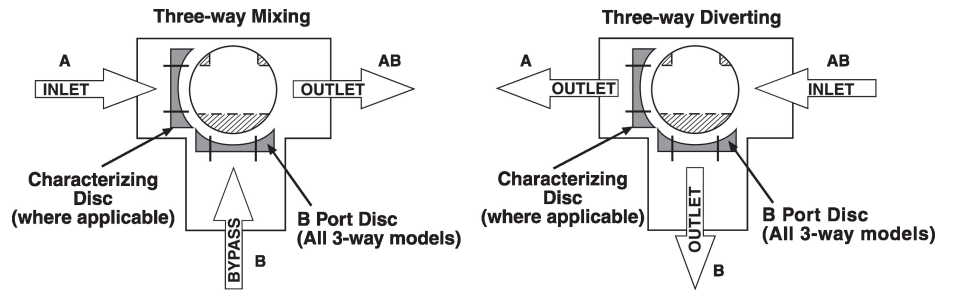 Three-way Mixing
A
INLET
AB
OUTLET
Characterizing
Disc
(where applicable)
BYPASS
B
B Port Disc
(All 3-way models)
Three-way Diverting
A
OUTLET
AB
INLET
Characterizing
Disc
(where applicable)
OUTLET
B
B Port Disc
(All 3-way models)